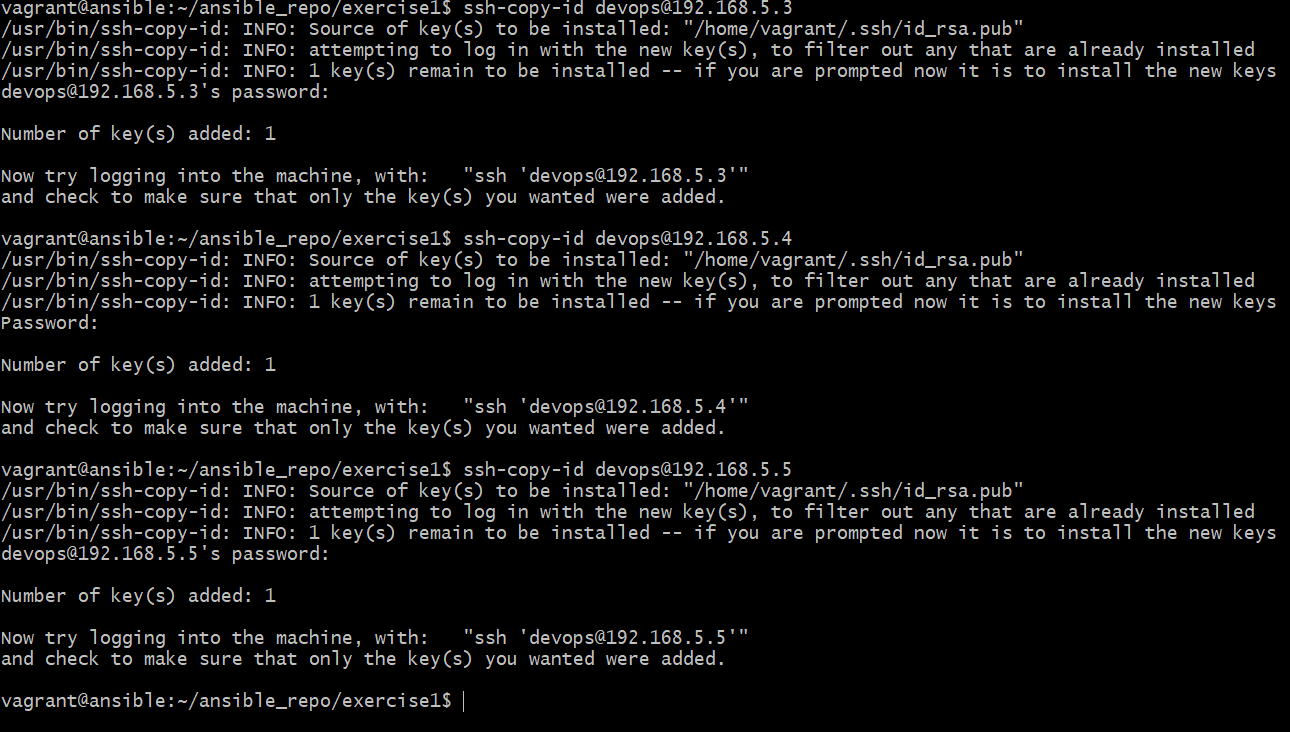 vagrant@ansible:~/ansible_repo/exercise1$ ssh-copy-id devops@192.168.5.3
/usr/bin/ssh-copy-id: INFO: Source of key(s) to be installed: "/home/vagrant/.ssh/id_rsa.pub"
/usr/bin/ssh-copy-id: INFO: attempting to log in with the new key(s), to filter out any that are already installed
/usr/bin/ssh-copy-id: INFO: 1 key(s) remain to be installed -- if you are prompted now it is to install the new keys
devops@192.168.5.3's password:
Number of key(s) added: 1
Now try logging into the machine, with:   "ssh 'devops@192.168.5.3'"
and check to make sure that only the key(s) you wanted were added.
vagrant@ansible:~/ansible_repo/exercise1$ ssh-copy-id devops@192.168.5.4
/usr/bin/ssh-copy-id: INFO: Source of key(s) to be installed: "/home/vagrant/.ssh/id_rsa.pub"
/usr/bin/ssh-copy-id: INFO: attempting to log in with the new key(s), to filter out any that are already installed
/usr/bin/ssh-copy-id: INFO: 1 key(s) remain to be installed -- if you are prompted now it is to install the new keys
Password:
Number of key(s) added: 1
Now try logging into the machine, with:   "ssh 'devops@192.168.5.4'"
and check to make sure that only the key(s) you wanted were added.
vagrant@ansible:~/ansible_repo/exercise1$ ssh-copy-id devops@192.168.5.5
/usr/bin/ssh-copy-id: INFO: Source of key(s) to be installed: "/home/vagrant/.ssh/id_rsa.pub"
/usr/bin/ssh-copy-id: INFO: attempting to log in with the new key(s), to filter out any that are already installed
/usr/bin/ssh-copy-id: INFO: 1 key(s) remain to be installed -- if you are prompted now it is to install the new keys
devops@192.168.5.5's password:
Number of key(s) added: 1
Now try logging into the machine, with:   "ssh 'devops@192.168.5.5'"
and check to make sure that only the key(s) you wanted were added.
vagrant@ansible:~/ansible_repo/exercise1$